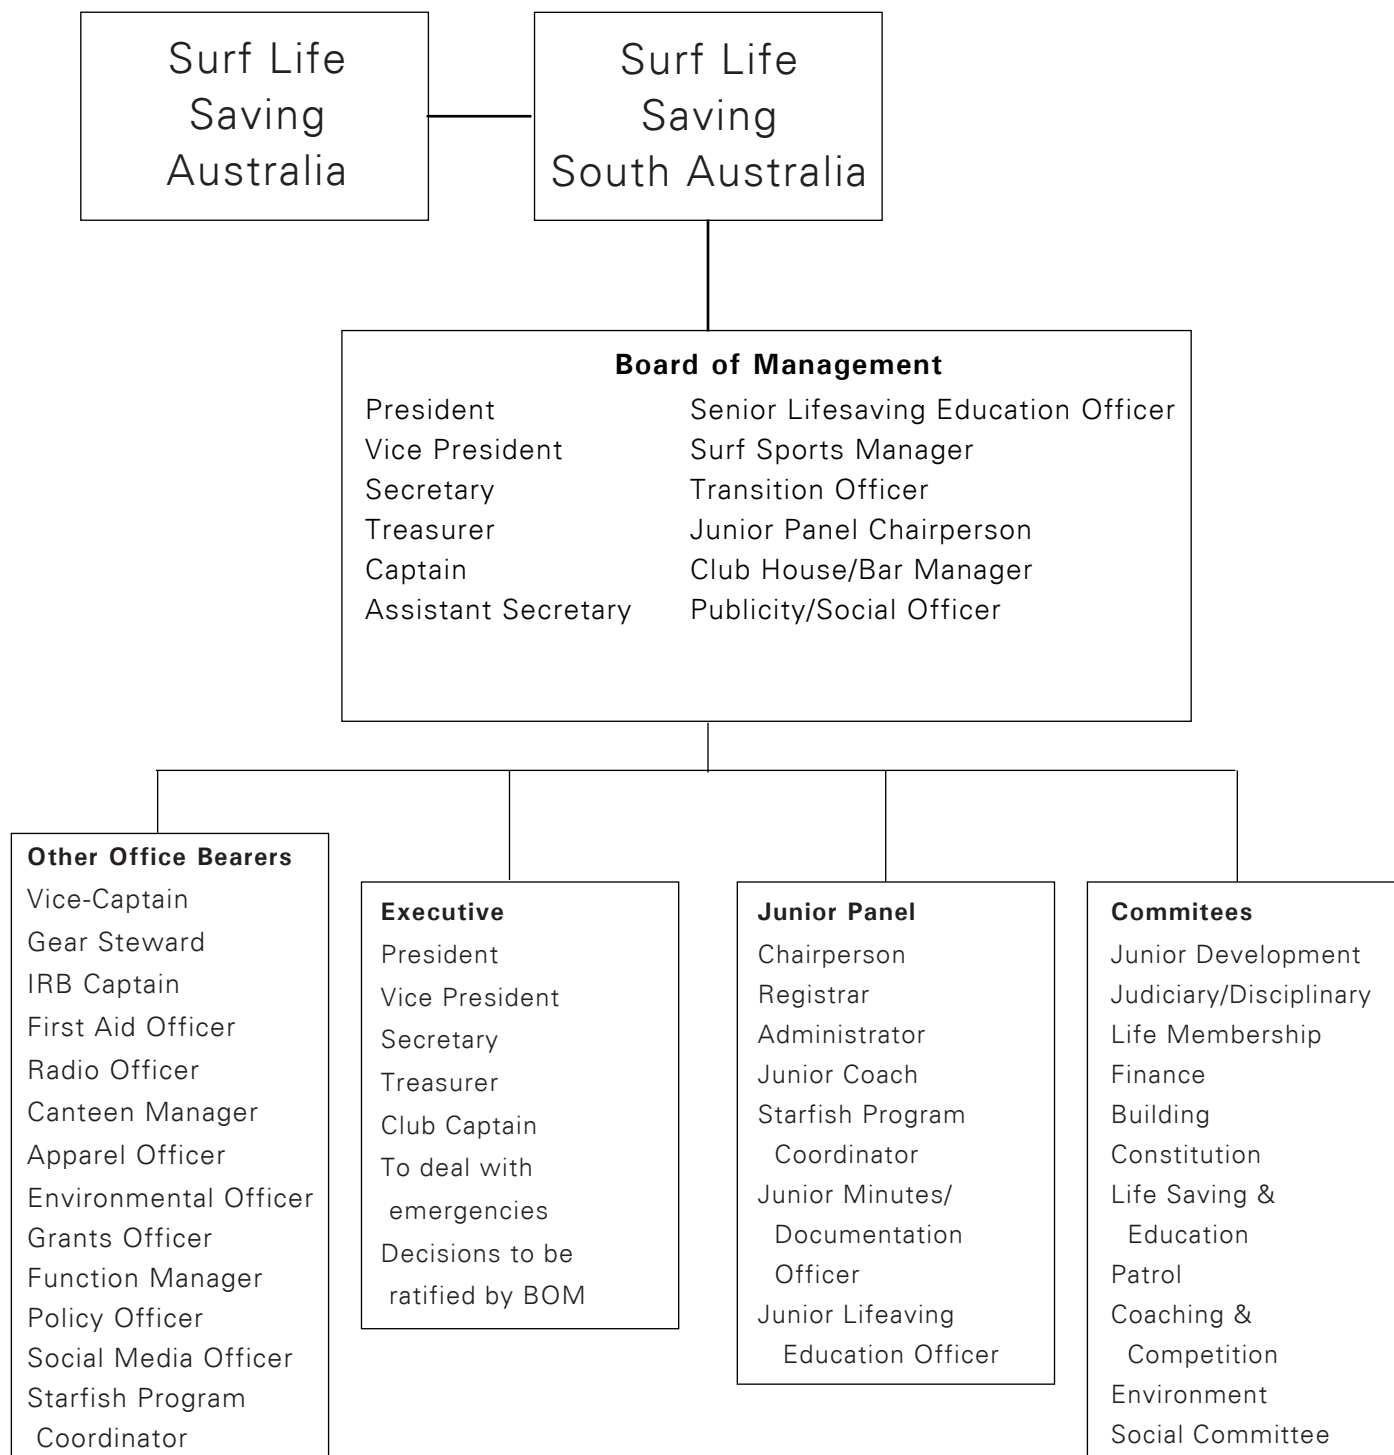 Surf Life
Saving
Australia
Surf Life
Saving
South Australia
Board of Management
President
Vice President
Secretary
Treasurer
Captain
Assistant Secretary
Senior Lifesaving Education Officer
Surf Sports Manager
Transition Officer
Junior Panel Chairperson
Club House/Bar Manager
Publicity/Social Officer
Other Office Bearers
Vice-Captain
Gear Steward
IRB Captain
First Aid Officer
Radio Officer
Canteen Manager
Apparel Officer
Environmental Officer
Grants Officer
Function Manager
Policy Officer
Social Media Officer
Starfish Program
Coordinator
Executive
President
Vice President
Secretary
Treasurer
Club Captain
To deal with
emergencies
Decisions to be
ratified by BOM
Junior Panel
Chairperson
Registrar
Administrator
Junior Coach
Starfish Program
Coordinator
Junior Minutes/
Documentation
Officer
Junior Lifeaving
Education Officer
Commitees
Junior Development
Judiciary/Disciplinary
Life Membership
Finance
Building
Constitution
Life Saving &
Education
Patrol
Coaching &
Competition
Environment
Social Committee